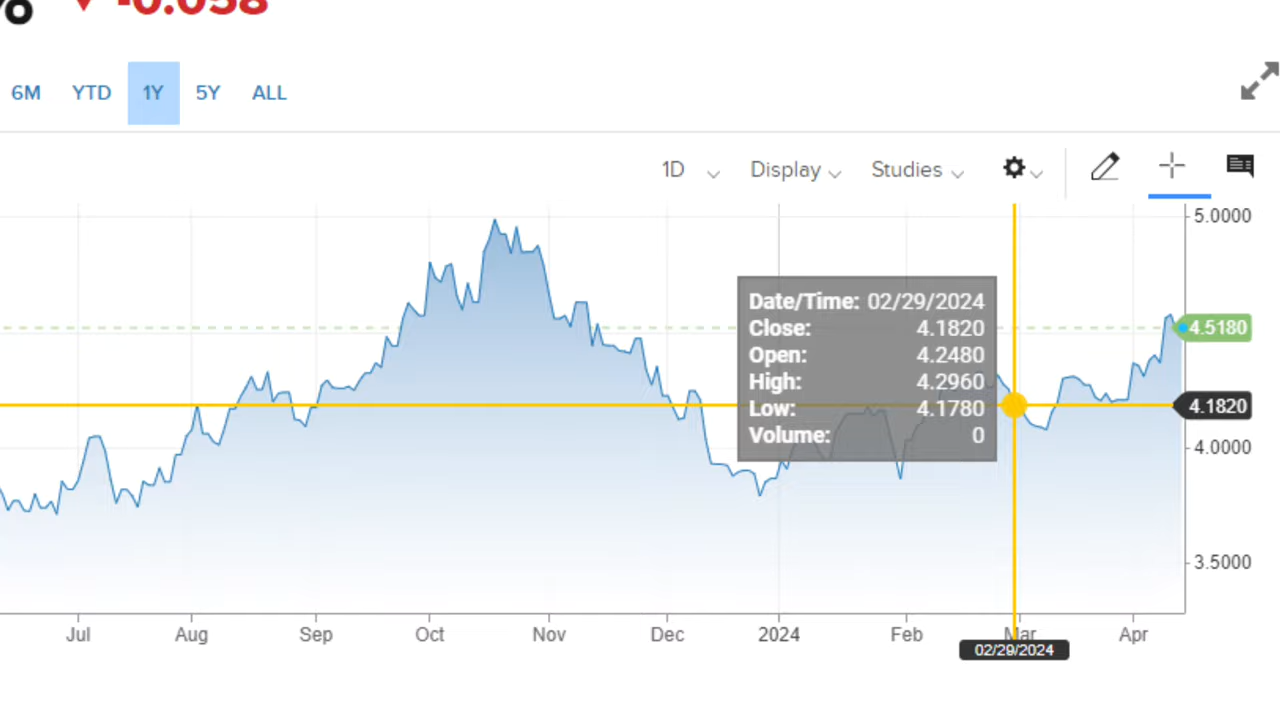 % ▼ -0.058
6M YTD 1Y 5Y ALL
1D Display Studies
5.0000
Date/Time: 02/29/2024
Close: 4.1820
Open: 4.2480
High: 4.2960
Low: 4.1780
Volume: 0
4.5180
4.1820
4.0000
3.5000
Jul Aug Sep Oct Nov Dec 2024 Feb Mar Apr
02/29/2024